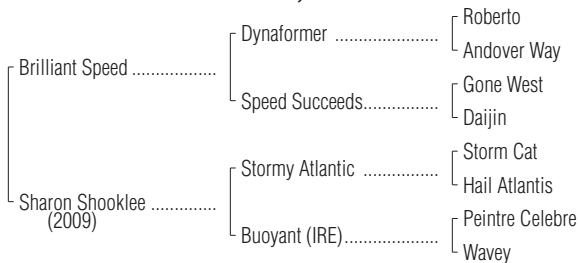 Roberto
Dynaformer ..................
Andover Way
Brilliant Speed ..................
Gone West
Speed Succeeds................
Daijin
Storm Cat
Stormy Atlantic ................
Hail Atlantis
Sharon Shooklee ..............
(2009)
Peintre Celebre
Buoyant (IRE)....................
Wavey